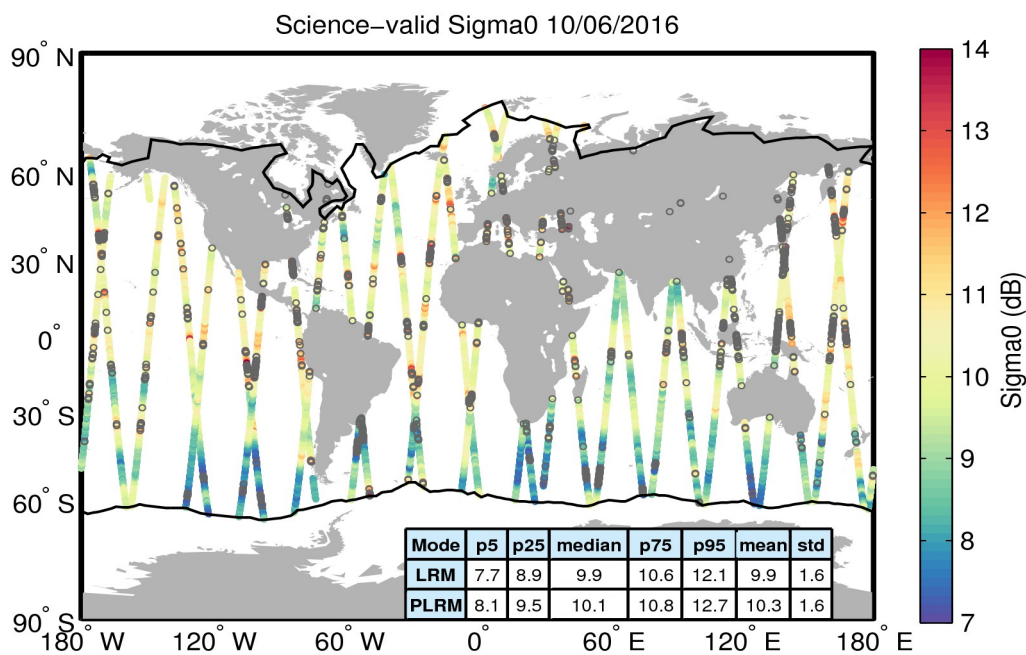 Science−valid Sigma0 10/06/2016
90° N
60° N
30° N
0°
30° S
60° S
90° S
180° W
120° W
60° W
0°
60° E
120° E
180° E
14
13
12
11
10
9
8
7
Sigma0 (dB)
Mode p5 p25 median p75 p95 mean std
LRM 7.7 8.9 9.9 10.6 12.1 9.9 1.6
PLRM 8.1 9.5 10.1 10.8 12.7 10.3 1.6